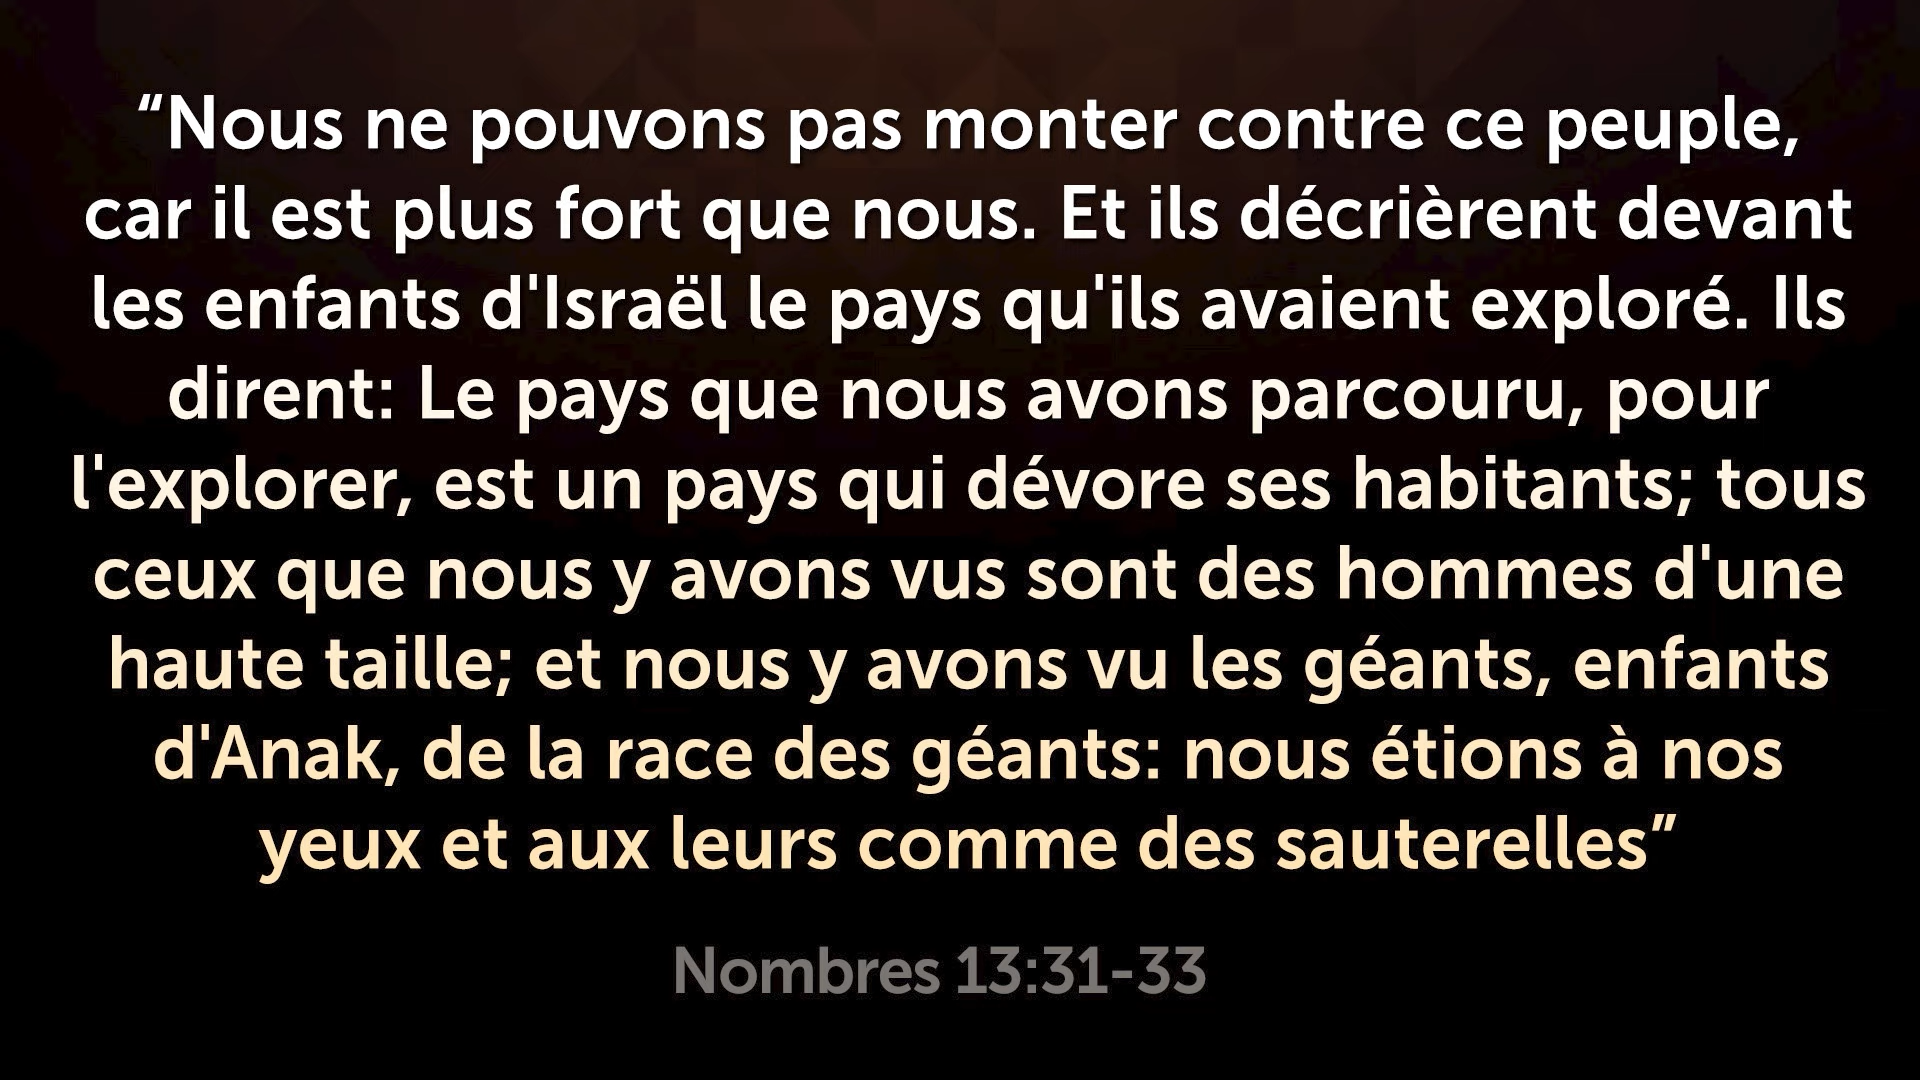 “Nous ne pouvons pas monter contre ce peuple,
car il est plus fort que nous. Et ils décrièrent devant
les enfants d'Israël le pays qu'ils avaient exploré. Ils
dirent: Le pays que nous avons parcouru, pour
l'explorer, est un pays qui dévore ses habitants; tous
ceux que nous y avons vus sont des hommes d'une
haute taille; et nous y avons vu les géants, enfants
d'Anak, de la race des géants: nous étions à nos
yeux et aux leurs comme des sauterelles”
Nombres 13:31-33